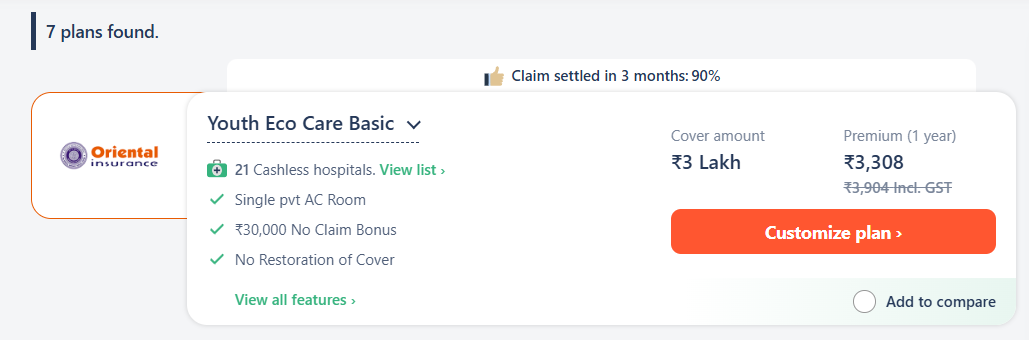 7 plans found.
Claim settled in 3 months: 90%
Oriental
insurance
Youth Eco Care Basic
21 Cashless hospitals. View list ›
Single pvt AC Room
₹30,000 No Claim Bonus
No Restoration of Cover
View all features ›
Cover amount
₹3 Lakh
Premium (1 year)
₹3,308
₹3,904 Incl. GST
Customize plan ›
Add to compare